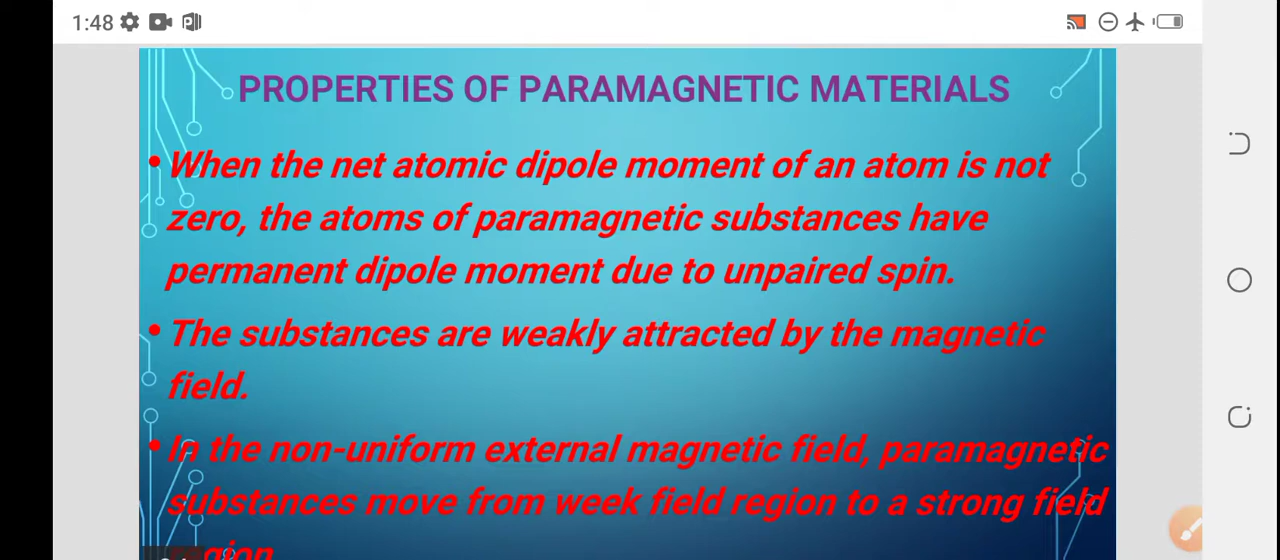 1:48
PROPERTIES OF PARAMAGNETIC MATERIALS
• When the net atomic dipole moment of an atom is not
zero, the atoms of paramagnetic substances have
permanent dipole moment due to unpaired spin.
• The substances are weakly attracted by the magnetic
field.
• In the non-uniform external magnetic field, paramagnetic
substances move from week field region to a strong field
region